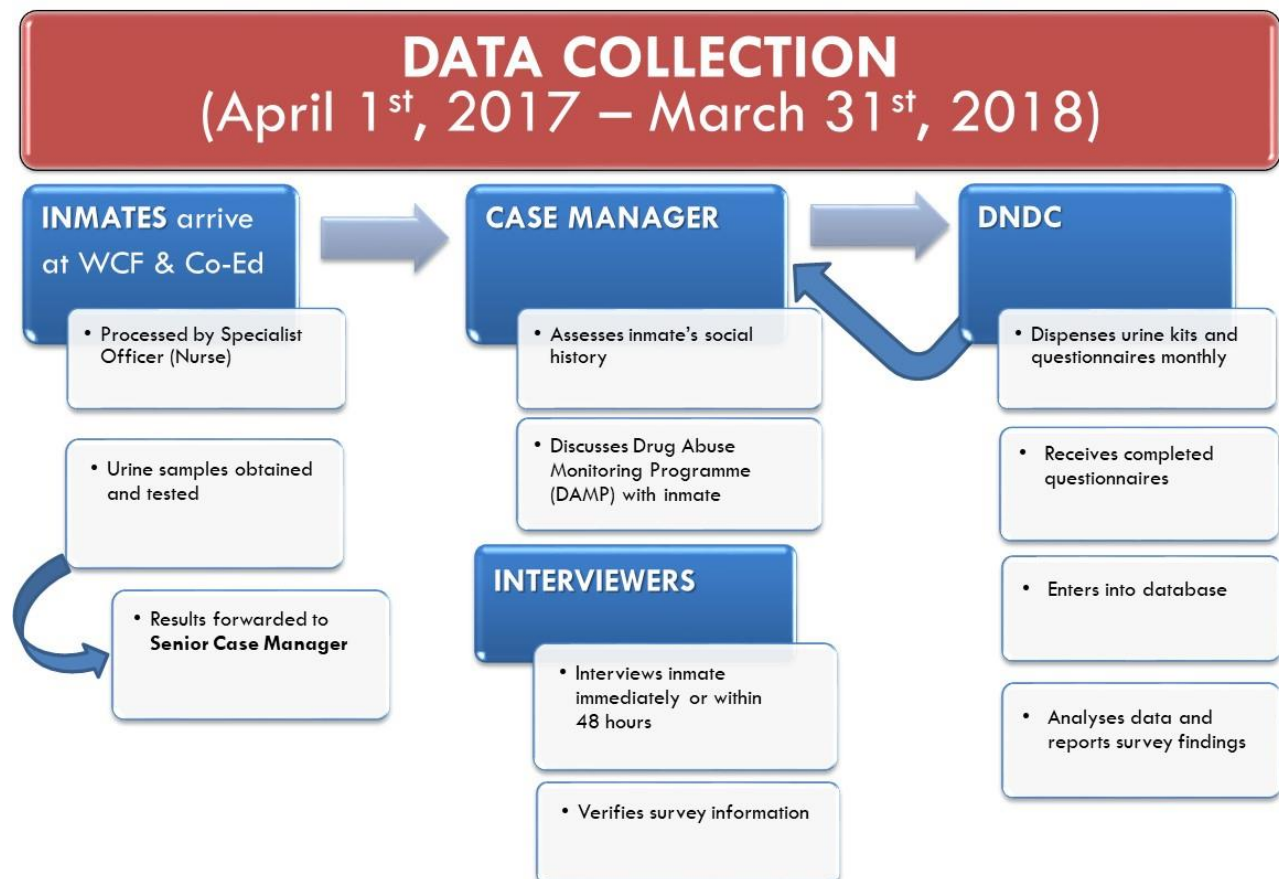 DATA COLLECTION
(April 1st, 2017 – March 31st, 2018)
INMATES arrive
at WCF & Co-Ed
• Processed by Specialist
Officer (Nurse)
• Urine samples obtained
and tested
• Results forwarded to
Senior Case Manager
CASE MANAGER
• Assesses inmate's social
history
• Discusses Drug Abuse
Monitoring Programme
(DAMP) with inmate
INTERVIEWERS
• Interviews inmate
immediately or within
48 hours
• Verifies survey information
DNDC
• Dispenses urine kits and
questionnaires monthly
• Receives completed
questionnaires
• Enters into database
• Analyses data and
reports survey findings